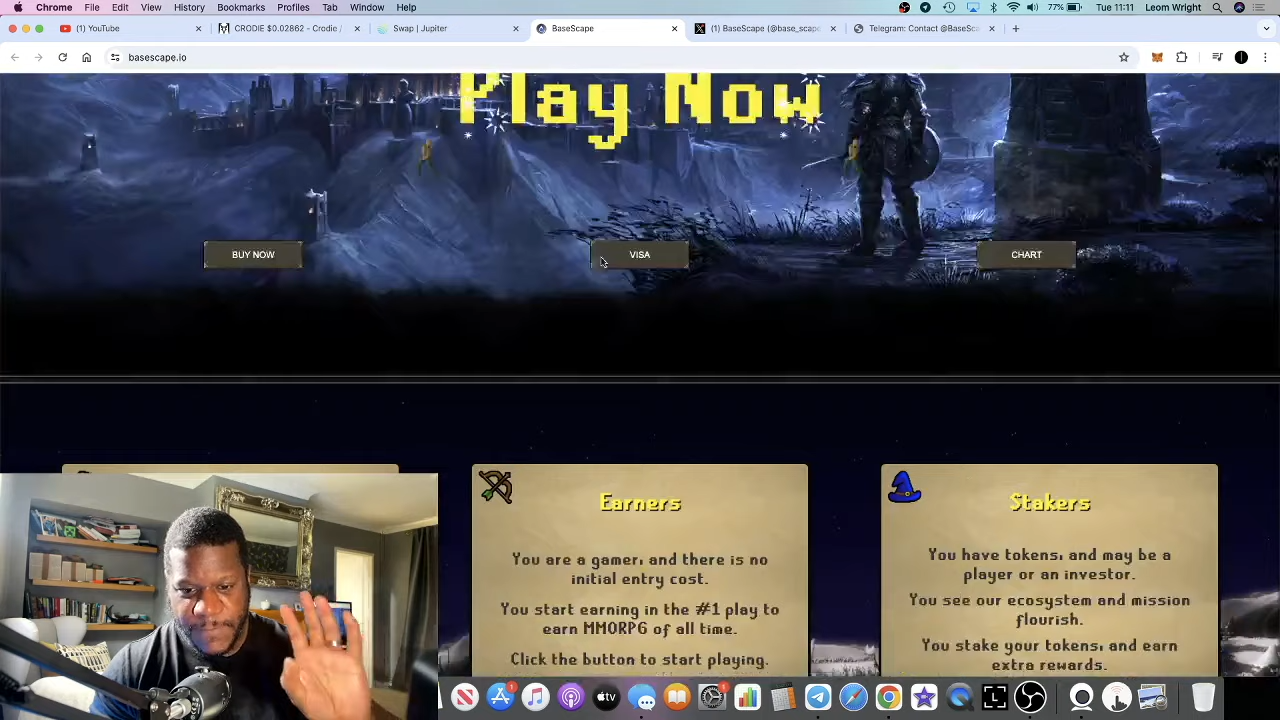 Chrome File Edit View History Bookmarks Profiles Tab Window Help 77% Tue 11:11 Leom Wright
(1) YouTube CRODIE $0.02862 - Crodie / Swap | Jupiter BaseScape (1) BaseScape (@base_scape Telegram: Contact @BaseSc
basescape.io
Play Now
BUY NOW VISA CHART
Earners
You are a gamer, and there is no
initial entry cost.
You start earning in the #1 play to
earn MMORPG of all time.
Click the button to start playing.
Stakers
You have tokens, and may be a
player or an investor.
You see our ecosystem and mission
flourish.
You stake your tokens, and earn
extra rewards.
tv